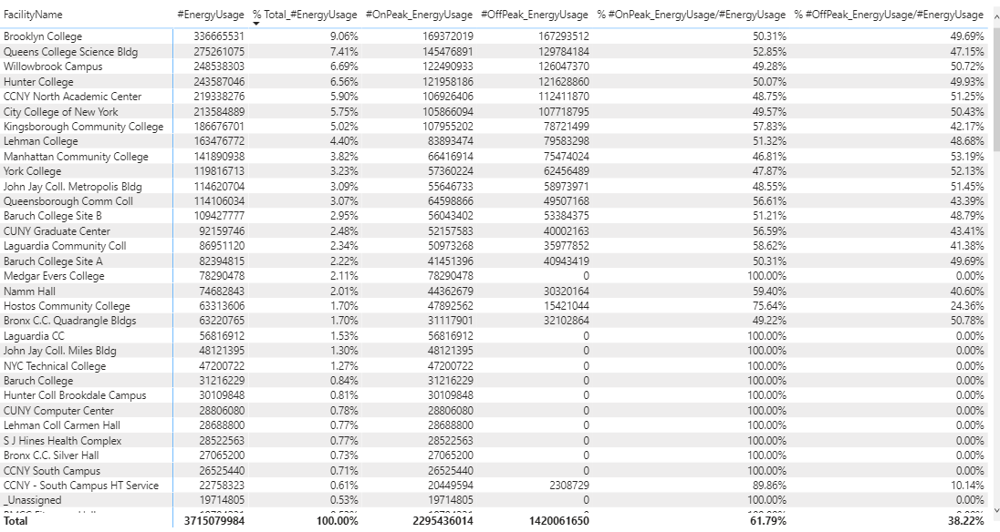 FacilityName #EnergyUsage % Total_#EnergyUsage #OnPeak_EnergyUsage #OffPeak_EnergyUsage % #OnPeak_EnergyUsage/#EnergyUsage % #OffPeak_EnergyUsage/#EnergyUsage
Brooklyn College 336665531 9.06% 169372019 167293512 50.31% 49.69%
Queens College Science Bldg 275261075 7.41% 145476891 129784184 52.85% 47.15%
Willowbrook Campus 248538303 6.69% 122490933 126047370 49.28% 50.72%
Hunter College 243587046 6.56% 121958186 121628860 50.07% 49.93%
CCNY North Academic Center 219338276 5.90% 106926406 112411870 48.75% 51.25%
City College of New York 213584889 5.75% 105866094 107718795 49.57% 50.43%
Kingsborough Community College 186676701 5.02% 107955202 78721499 57.83% 42.17%
Lehman College 163476772 4.40% 83893474 79583298 51.32% 48.68%
Manhattan Community College 141890938 3.82% 66416914 75474024 46.81% 53.19%
York College 119816713 3.23% 57360224 62456489 47.87% 52.13%
John Jay Coll. Metropolis Bldg 114620704 3.09% 55646733 58973971 48.55% 51.45%
Queensborough Comm Coll 114106034 3.07% 64598866 49507168 56.61% 43.39%
Baruch College Site B 109427777 2.95% 56043402 53384375 51.21% 48.79%
CUNY Graduate Center 92159746 2.48% 52157583 40002163 56.59% 43.41%
Laguardia Community Coll 86951120 2.34% 50973268 35977852 58.62% 41.38%
Baruch College Site A 82394815 2.22% 41451396 40943419 50.31% 49.69%
Medgar Evers College 78290478 2.11% 78290478 0 100.00% 0.00%
Namm Hall 74682843 2.01% 44362679 30320164 59.40% 40.60%
Hostos Community College 63313606 1.70% 47892562 15421044 75.64% 24.36%
Bronx C.C. Quadrangle Bldgs 63220765 1.70% 31117901 32102864 49.22% 50.78%
Laguardia CC 56816912 1.53% 56816912 0 100.00% 0.00%
John Jay Coll. Miles Bldg 48121395 1.30% 48121395 0 100.00% 0.00%
NYC Technical College 47200722 1.27% 47200722 0 100.00% 0.00%
Baruch College 31216229 0.84% 31216229 0 100.00% 0.00%
Hunter Coll Brookdale Campus 30109848 0.81% 30109848 0 100.00% 0.00%
CUNY Computer Center 28806080 0.78% 28806080 0 100.00% 0.00%
Lehman Coll Carmen Hall 28688800 0.77% 28688800 0 100.00% 0.00%
S J Hines Health Complex 28522563 0.77% 28522563 0 100.00% 0.00%
Bronx C.C. Silver Hall 27065200 0.73% 27065200 0 100.00% 0.00%
CCNY South Campus 26525440 0.71% 26525440 0 100.00% 0.00%
CCNY - South Campus HT Service 22758323 0.61% 20449594 2308729 89.86% 10.14%
_Unassigned 19714805 0.53% 19714805 0 100.00% 0.00%
Total 3715079984 100.00% 2295436014 1420061650 61.79% 38.22%